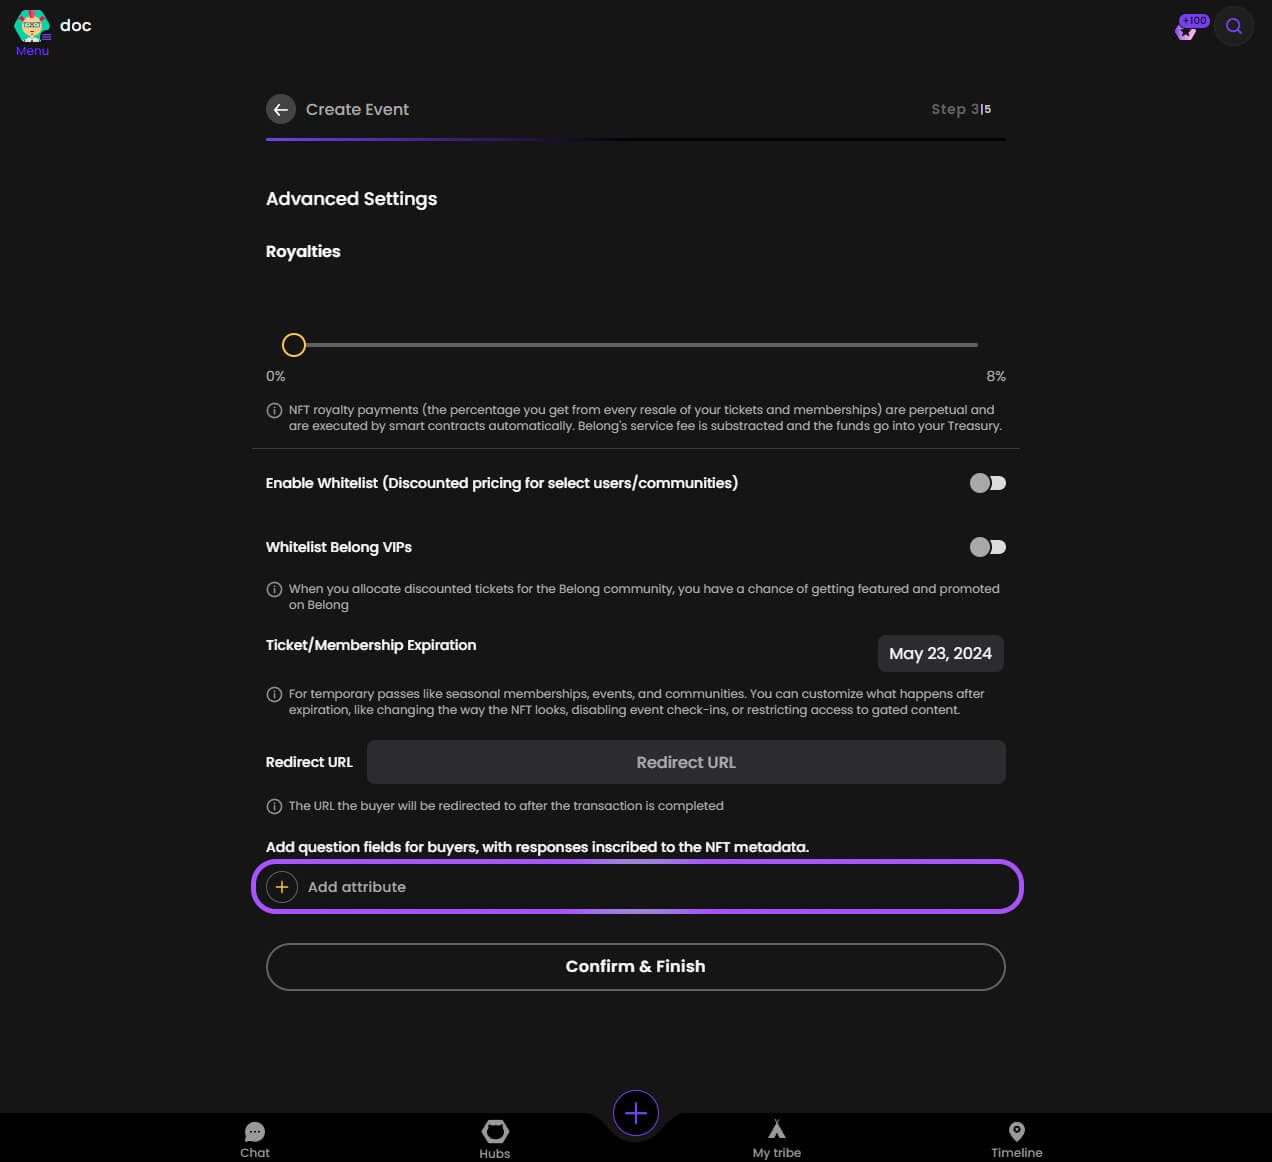 doc
Menu
+100
Create Event
Step 3|5
Advanced Settings
Royalties
0%
8%
NFT royalty payments (the percentage you get from every resale of your tickets and memberships) are perpetual and
are executed by smart contracts automatically. Belong's service fee is substracted and the funds go into your Treasury.
Enable Whitelist (Discounted pricing for select users/communities)
Whitelist Belong VIPs
When you allocate discounted tickets for the Belong community, you have a chance of getting featured and promoted
on Belong
Ticket/Membership Expiration
May 23, 2024
For temporary passes like seasonal memberships, events, and communities. You can customize what happens after
expiration, like changing the way the NFT looks, disabling event check-ins, or restricting access to gated content.
Redirect URL
Redirect URL
The URL the buyer will be redirected to after the transaction is completed
Add question fields for buyers, with responses inscribed to the NFT metadata.
Add attribute
Confirm & Finish
Chat
Hubs
My tribe
Timeline